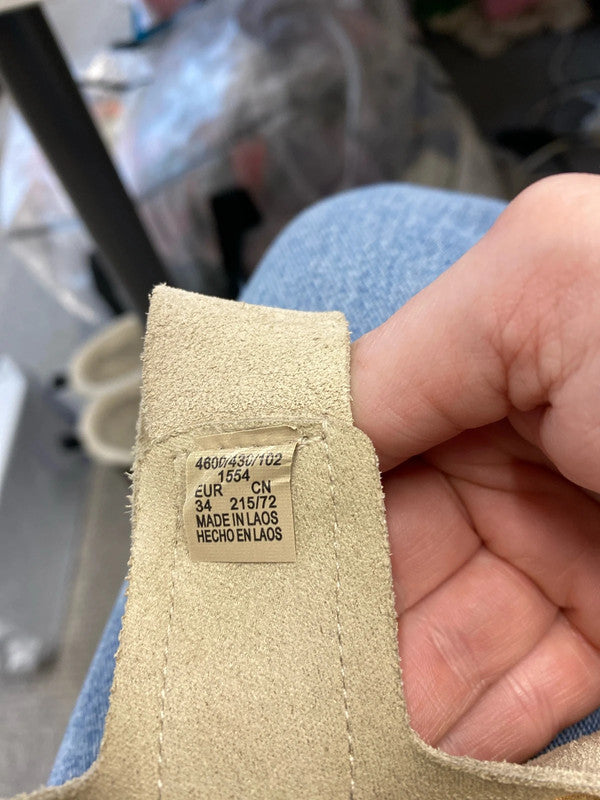 4600/430/102
1554
EUR CN
34 215/72
MADE IN LAOS
HECHO EN LAOS